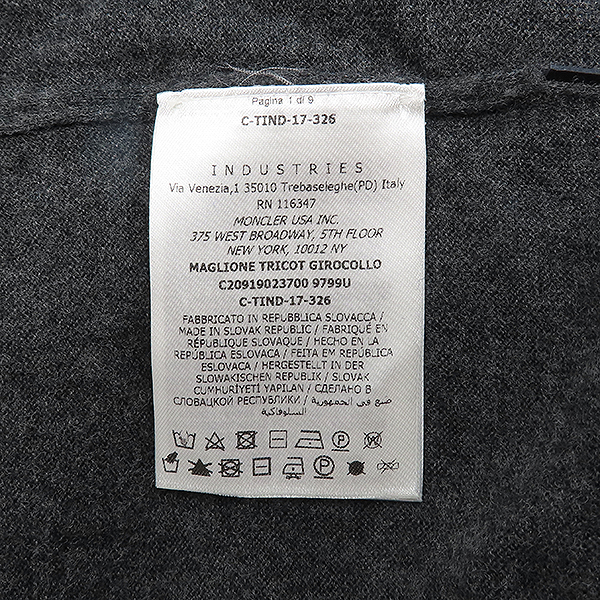 Pagina 1 di 9
C-TIND-17-326
INDUSTRIES
Via Venezia,1 35010 Trebaseleghe(PD) Italy
RN 116347
MONCLER USA INC.
375 WEST BROADWAY, 5TH FLOOR
NEW YORK, 10012 NY
MAGLIONE TRICOT GIROCOLLO
C20919023700 9799U
C-TIND-17-326
FABBRICATO IN REPUBBLICA SLOVACCA /
MADE IN SLOVAK REPUBLIC / FABRIQUÉ EN
RÉPUBLIQUE SLOVAQUE / HECHO EN LA
REPÚBLICA ESLOVACA / FEITA EM REPÚBLICA
ESLOVACA / HERGESTELLT IN DER
SLOWAKISCHEN REPUBLIK / SLOVAK
CUMHURİYETİ YAPILAN / СДЕЛАНО В
СЛОВАЦКОЙ РЕСПУБЛИКИ / صنع في الجمهورية
السلوفاكية